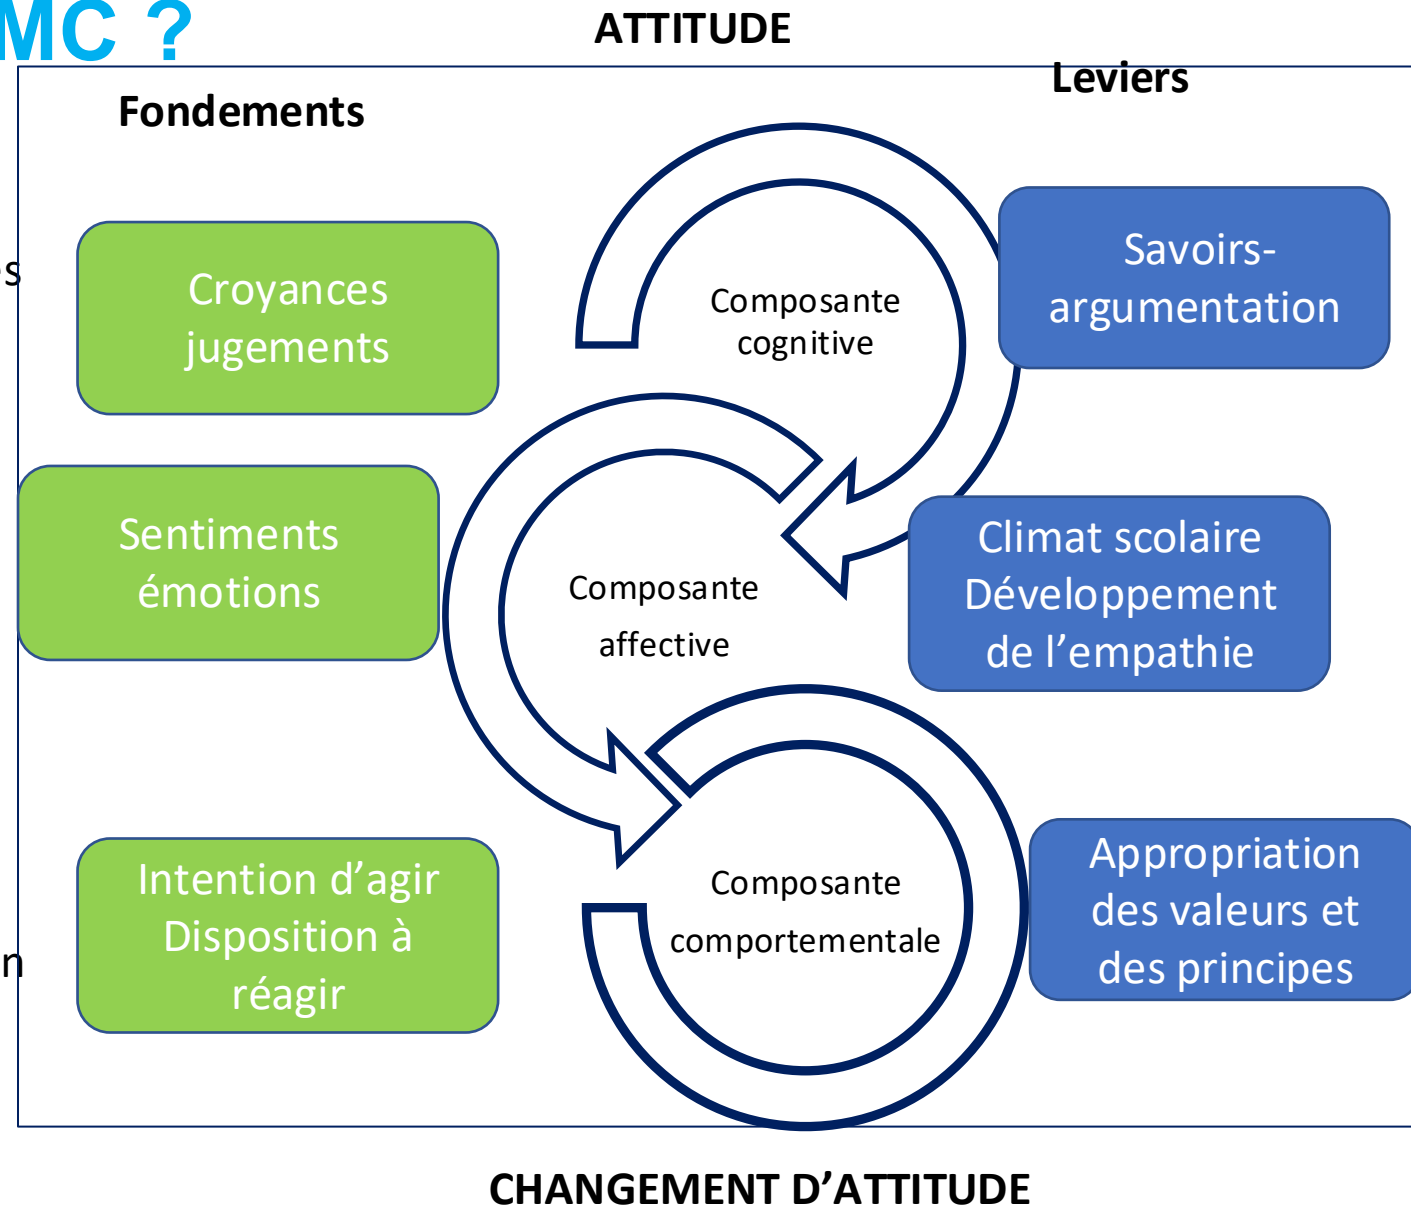 MC ?
ATTITUDE
Leviers
Fondements
Savoirs-
argumentation
es
Croyances
jugements
Composante
cognitive
Sentiments
émotions
Climat scolaire
Développement
de l’empathie
Composante
affective
Intention d’agir
Disposition à
réagir
Composante
comportementale
Appropriation
des valeurs et
des principes
n
CHANGEMENT D’ATTITUDE